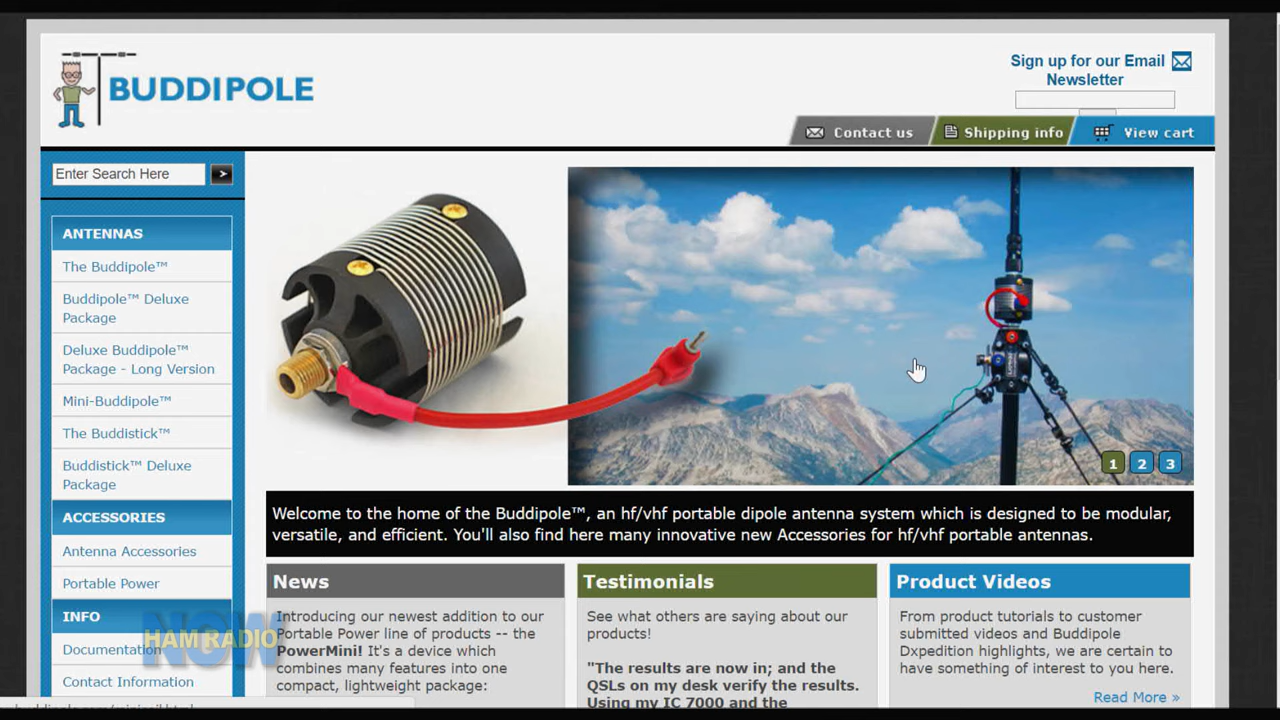 BUDDIPOLE
Sign up for our Email
Newsletter
Contact us
Shipping info
View cart
Enter Search Here
ANTENNAS
The Buddipole™
Buddipole™ Deluxe
Package
Deluxe Buddipole™
Package - Long Version
Mini-Buddipole™
The Buddistick™
Buddistick™ Deluxe
Package
ACCESSORIES
Antenna Accessories
Portable Power
INFO
Documentation
Contact Information
1 2 3
Welcome to the home of the Buddipole™, an hf/vhf portable dipole antenna system which is designed to be modular,
versatile, and efficient. You'll also find here many innovative new Accessories for hf/vhf portable antennas.
News
Introducing our newest addition to our
Portable Power line of products -- the
PowerMini! It's a device which
combines many features into one
compact, lightweight package:
Testimonials
See what others are saying about our
products!
"The results are now in; and the
QSLs on my desk verify the results.
Using my IC 7000 and the
Product Videos
From product tutorials to customer
submitted videos and Buddipole
Dxpedition highlights, we are certain to
have something of interest to you here.
Read More »
HAM RADIO
NOW